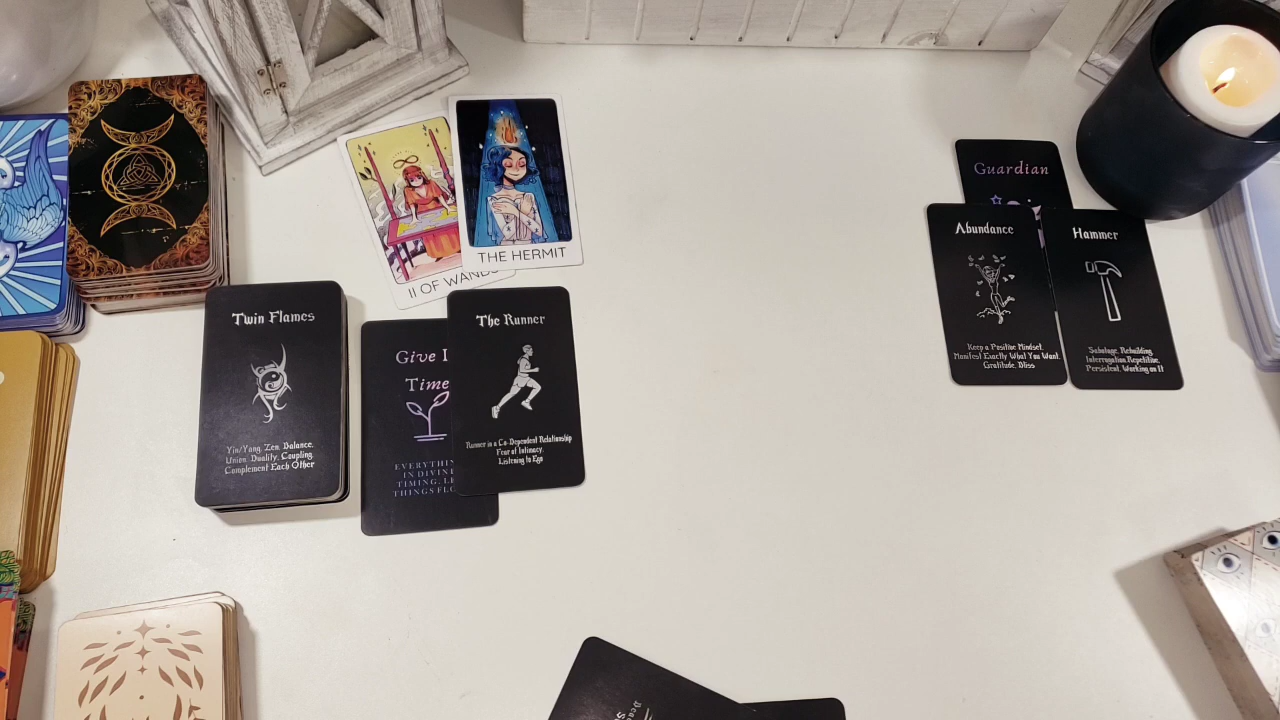 Guardian
Abundance
Keep a Positive Mindset.
Manifest Exactly What You Want.
Gratitude, Bliss
Hammer
Sabotage, Rebuilding,
Interrogation,Repetitive,
Persistent, Working on It
II OF WANDS
THE HERMIT
Twin Flames
Yin/Yang, Zen, Balance,
Union, Duality, Coupling,
Complement Each Other
Give I
Time
EVERYTHIN
IN DIVINE
TIMING. LE
THINGS FLO
The Runner
Runner in a Co-Dependent Relationship
Fear of Intimacy.
Listening to Ego